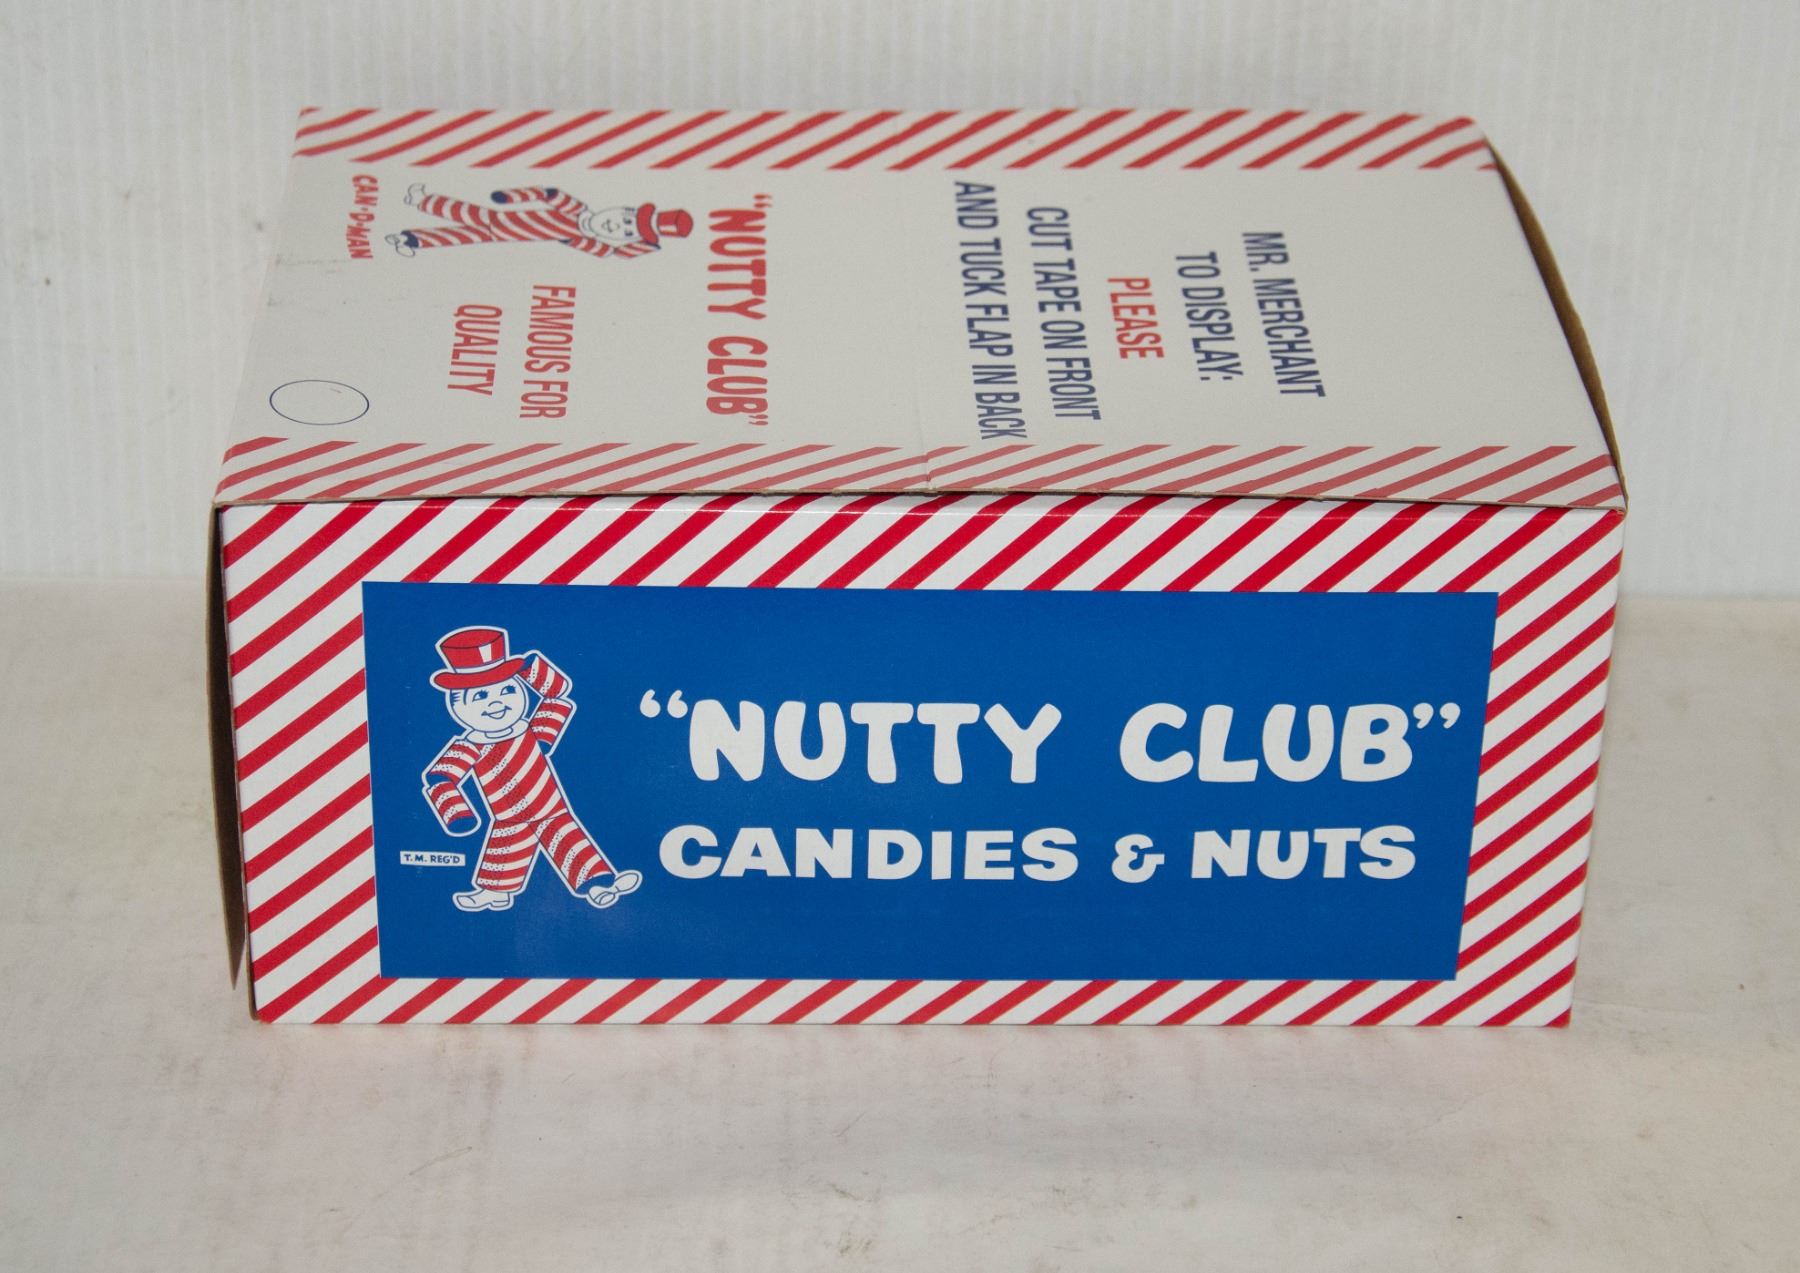 MR. MERCHANT
TO DISPLAY:
PLEASE
CUT TAPE ON FRONT
AND TUCK FLAP IN BACK
"NUTTY CLUB"
FAMOUS FOR
QUALITY
CAN-D-MAN
"NUTTY CLUB"
CANDIES & NUTS
T.M. REG'D